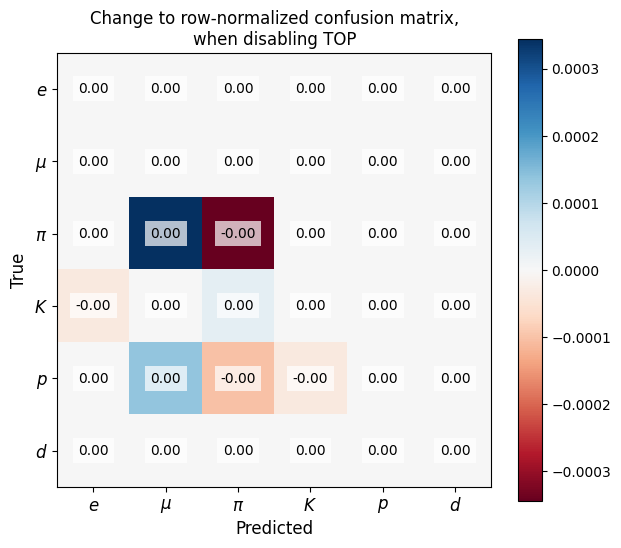 Change to row-normalized confusion matrix,
when disabling TOP
e 0.00 0.00 0.00 0.00 0.00 0.00
μ 0.00 0.00 0.00 0.00 0.00 0.00
π 0.00 0.00 -0.00 0.00 0.00 0.00
K -0.00 0.00 0.00 0.00 0.00 0.00
p 0.00 0.00 -0.00 -0.00 0.00 0.00
d 0.00 0.00 0.00 0.00 0.00 0.00
e μ π K p d
Predicted
True
0.0003
0.0002
0.0001
0.0000
−0.0001
−0.0002
−0.0003